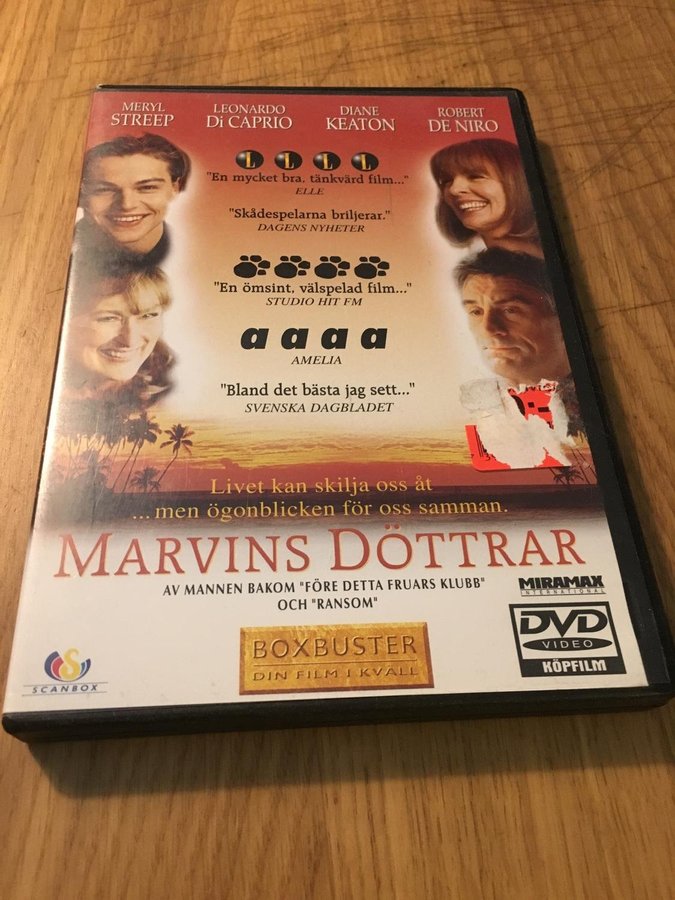 MERYL STREEP
LEONARDO DI CAPRIO
DIANE KEATON
ROBERT DE NIRO
L L L L
"En mycket bra, tänkvärd film..."
ELLE
"Skådespelarna briljerar."
DAGENS NYHETER
"En ömsint, välspelad film..."
STUDIO HIT FM
a a a a
AMELIA
"Bland det bästa jag sett..."
SVENSKA DAGBLADET
Livet kan skilja oss åt
...men ögonblicken för oss samman.
MARVINS DÖTTRAR
AV MANNEN BAKOM "FÖRE DETTA FRUARS KLUBB"
OCH "RANSOM"
MIRAMAX
INTERNATIONAL
DVD
VIDEO
KÖPFILM
BOXBUSTER
DIN FILM I KVÄLL
S
SCANBOX